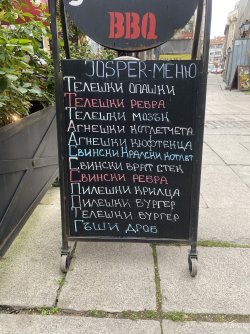 BBQ
JOSPER-МЕНЮ
ТЕЛЕШКИ ОПАШКИ
ТЕЛЕШКИ РЕБРА
ТЕЛЕШКИ МОЗЪК
АГНЕШКИ КОТЛЕТЧЕТА
АГНЕШКИ КЮФТЕНЦА
СВИНСКИ КРАЛСКИ КОТЛЕТ
СВИНСКИ ВРАТ СТЕК
СВИНСКИ РЕБРА
ПИЛЕШКИ КРИЛЦА
ПИЛЕШКИ БУРГЕР
ТЕЛЕШКИ БУРГЕР
ГЪШИ ДРОБ